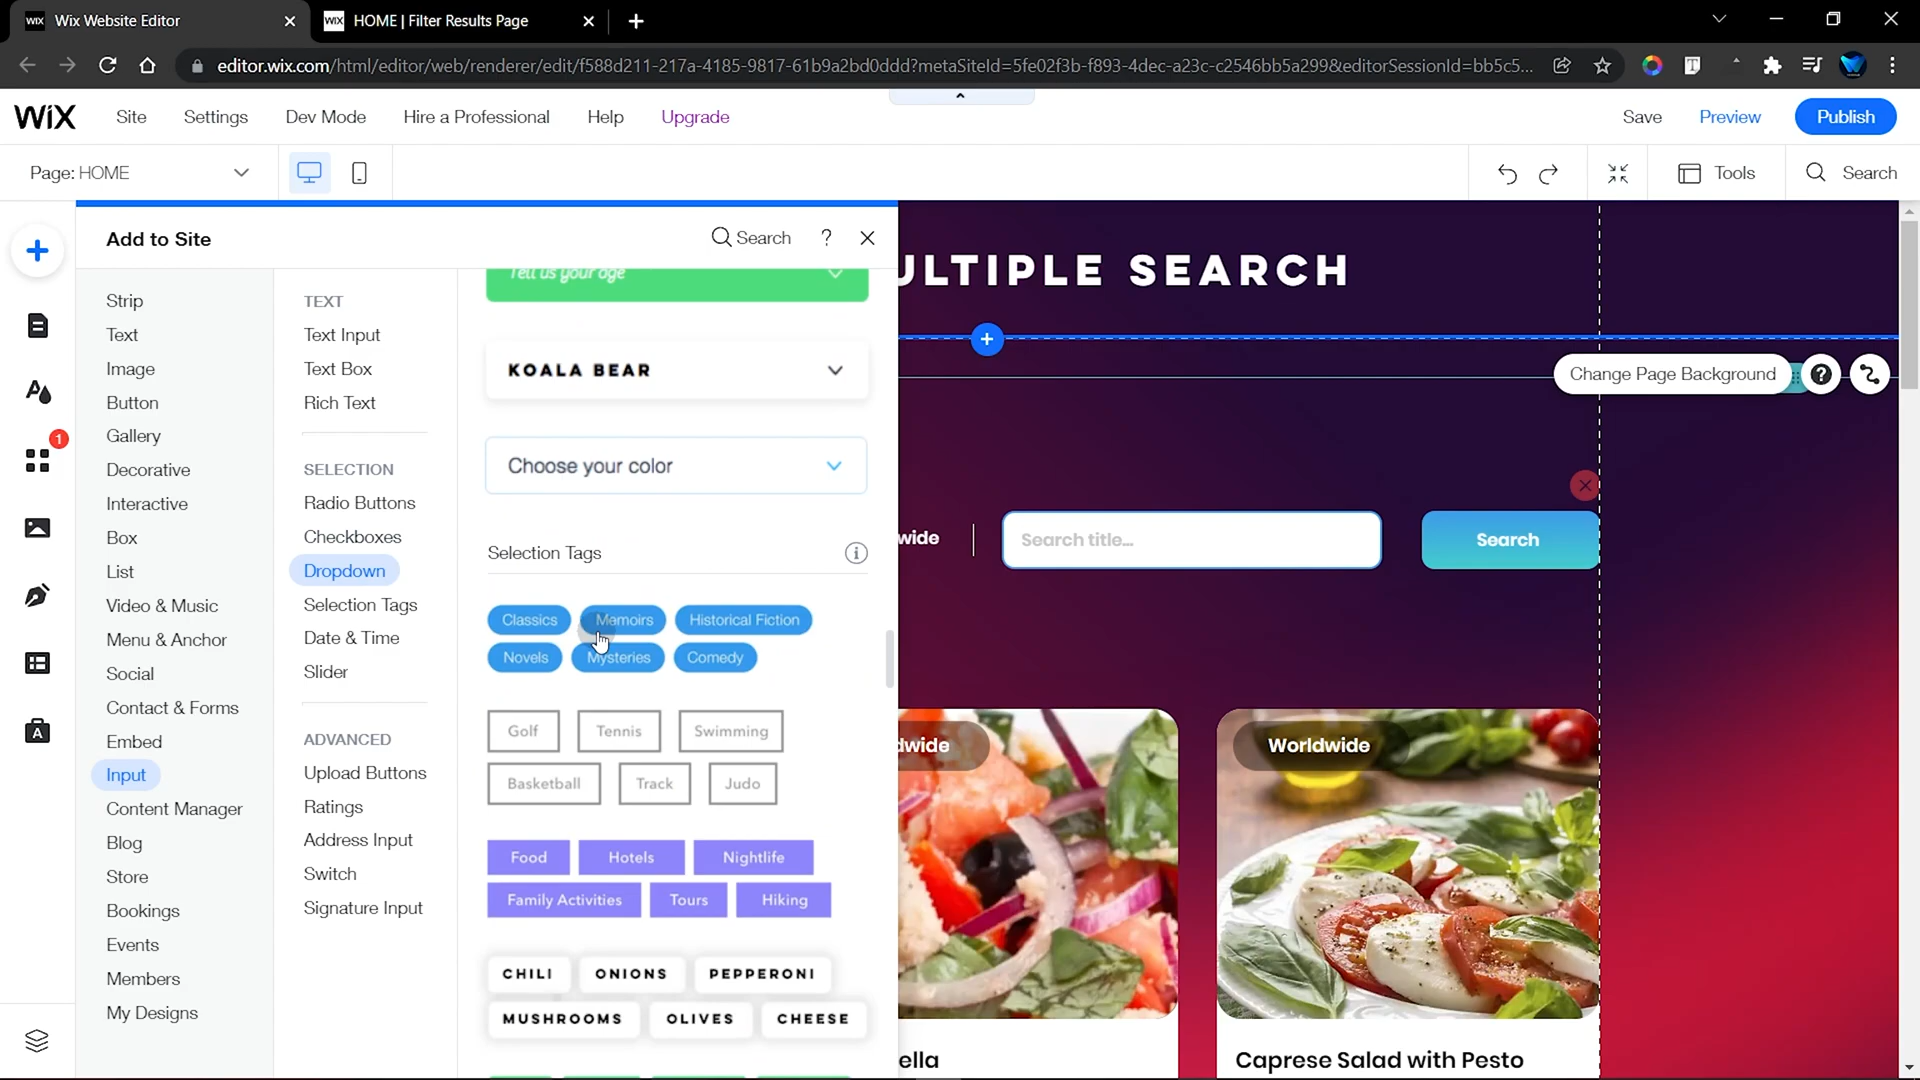 WIX Wix Website Editor
WIX HOME | Filter Results Page
editor.wix.com/html/editor/web/renderer/edit/f588d211-217a-4185-9817-61b9a2bd0ddd?metaSiteId=5fe02f3b-f893-4dec-a23c-c2546bb5a299&editorSessionId=bb5c5...
WiX
Site
Settings
Dev Mode
Hire a Professional
Help
Upgrade
Save
Preview
Publish
Page: HOME
Tools
Search
Add to Site
Search
?
1
A
Strip
Text
Image
Button
Gallery
Decorative
Interactive
Box
List
Video & Music
Menu & Anchor
Social
Contact & Forms
Embed
Input
Content Manager
Blog
Store
Bookings
Events
Members
My Designs
TEXT
Text Input
Text Box
Rich Text
SELECTION
Radio Buttons
Checkboxes
Dropdown
Selection Tags
Date & Time
Slider
ADVANCED
Upload Buttons
Ratings
Address Input
Switch
Signature Input
Tell us your age
KOALA BEAR
Choose your color
Selection Tags
Classics Memoirs Historical Fiction
Novels Mysteries Comedy
Golf Tennis Swimming
Basketball Track Judo
Food Hotels Nightlife
Family Activities Tours Hiking
CHILI ONIONS PEPPERONI
MUSHROOMS OLIVES CHEESE
ULTIPLE SEARCH
Change Page Background
?
wide
Search title...
Search
dwide
Worldwide
ella
Caprese Salad with Pesto